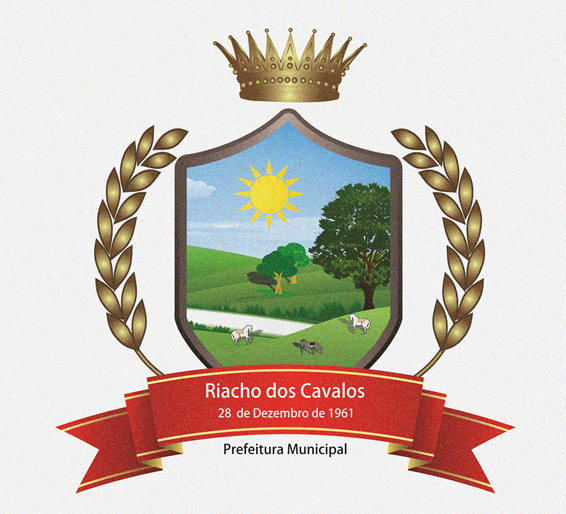 Riacho dos Cavalos
28 de Dezembro de 1961
Prefeitura Municipal